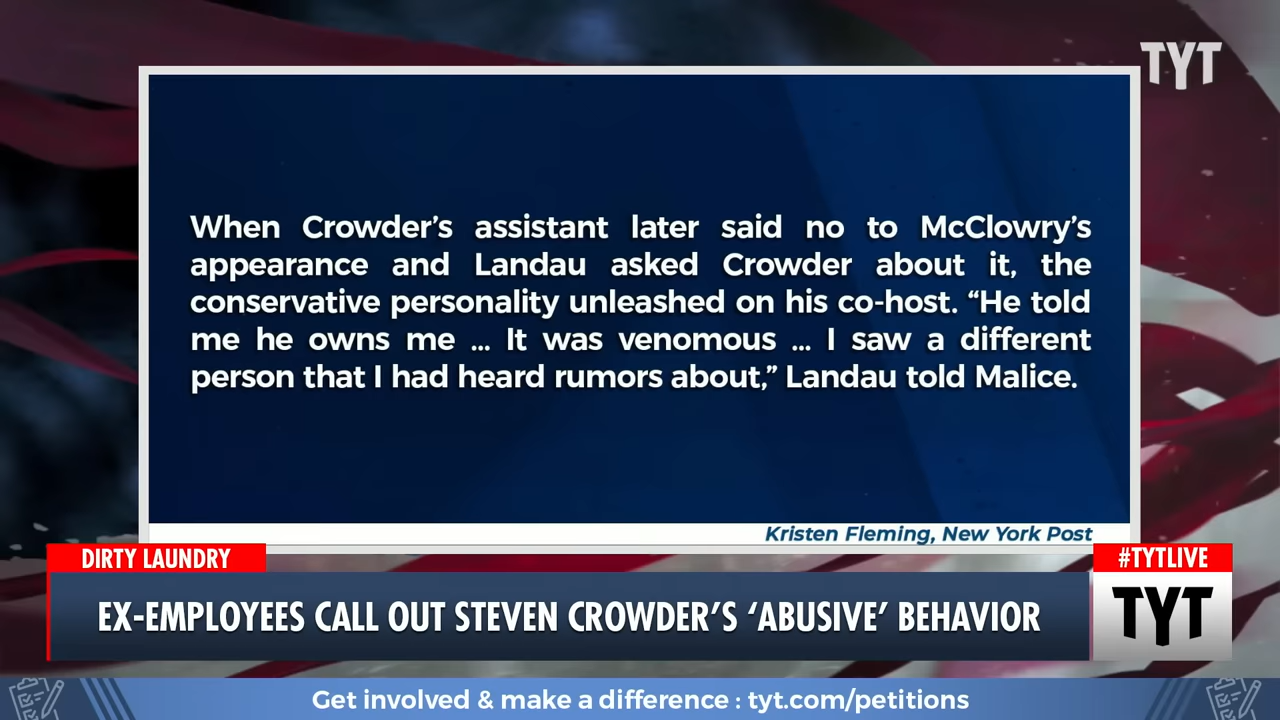 TYT
When Crowder’s assistant later said no to McClowry’s
appearance and Landau asked Crowder about it, the
conservative personality unleashed on his co-host. “He told
me he owns me ... It was venomous ... I saw a different
person that I had heard rumors about,” Landau told Malice.
Kristen Fleming, New York Post
DIRTY LAUNDRY
#TYTLIVE
EX-EMPLOYEES CALL OUT STEVEN CROWDER’S ‘ABUSIVE’ BEHAVIOR
TYT
Get involved & make a difference : tyt.com/petitions